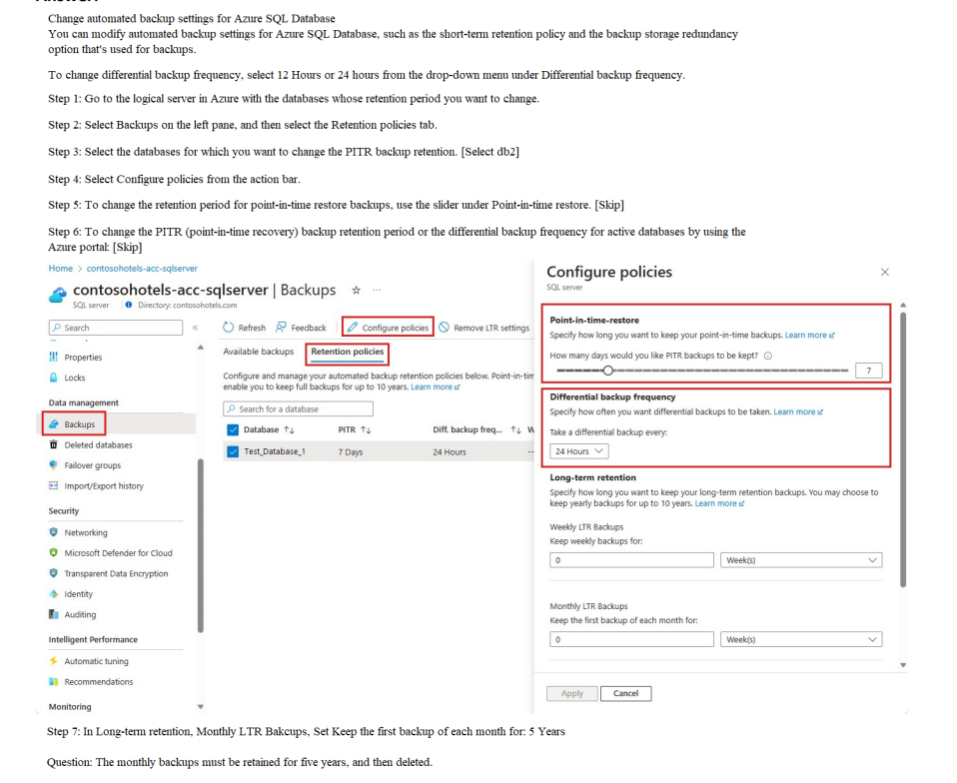 Change automated backup settings for Azure SQL Database
You can modify automated backup settings for Azure SQL Database, such as the short-term retention policy and the backup storage redundancy
option that's used for backups.
To change differential backup frequency, select 12 Hours or 24 hours from the drop-down menu under Differential backup frequency.
Step 1: Go to the logical server in Azure with the databases whose retention period you want to change.
Step 2: Select Backups on the left pane, and then select the Retention policies tab.
Step 3: Select the databases for which you want to change the PITR backup retention. [Select db2]
Step 4: Select Configure policies from the action bar.
Step 5: To change the retention period for point-in-time restore backups, use the slider under Point-in-time restore. [Skip]
Step 6: To change the PITR (point-in-time recovery) backup retention period or the differential backup frequency for active databases by using the
Azure portal: [Skip]
Home > contosohotels-acc-sqlserver
contosohotels-acc-sqlserver | Backups
SQL server Directory: contosohotels.com
Search
Properties
Locks
Data management
Backups
Deleted databases
Failover groups
Import/Export history
Security
Networking
Microsoft Defender for Cloud
Transparent Data Encryption
Identity
Auditing
Intelligent Performance
Automatic tuning
Recommendations
Monitoring
Refresh Feedback Configure policies Remove LTR settings
Available backups Retention policies
Configure and manage your automated backup retention policies below. Point-in-tim
enable you to keep full backups for up to 10 years. Learn more
Search for a database
Database PITR Diff. backup freq... W
Test_Database_1 7 Days 24 Hours --
Configure policies
SQL server
Point-in-time-restore
Specify how long you want to keep your point-in-time backups. Learn more
How many days would you like PITR backups to be kept?
7
Differential backup frequency
Specify how often you want differential backups to be taken. Learn more
Take a differential backup every:
24 Hours
Long-term retention
Specify how long you want to keep your long-term retention backups. You may choose to
keep yearly backups for up to 10 years. Learn more
Weekly LTR Backups
Keep weekly backups for:
0 Week(s)
Monthly LTR Backups
Keep the first backup of each month for:
0 Week(s)
Apply Cancel
Step 7: In Long-term retention, Monthly LTR Bakcups, Set Keep the first backup of each month for: 5 Years
Question: The monthly backups must be retained for five years, and then deleted.